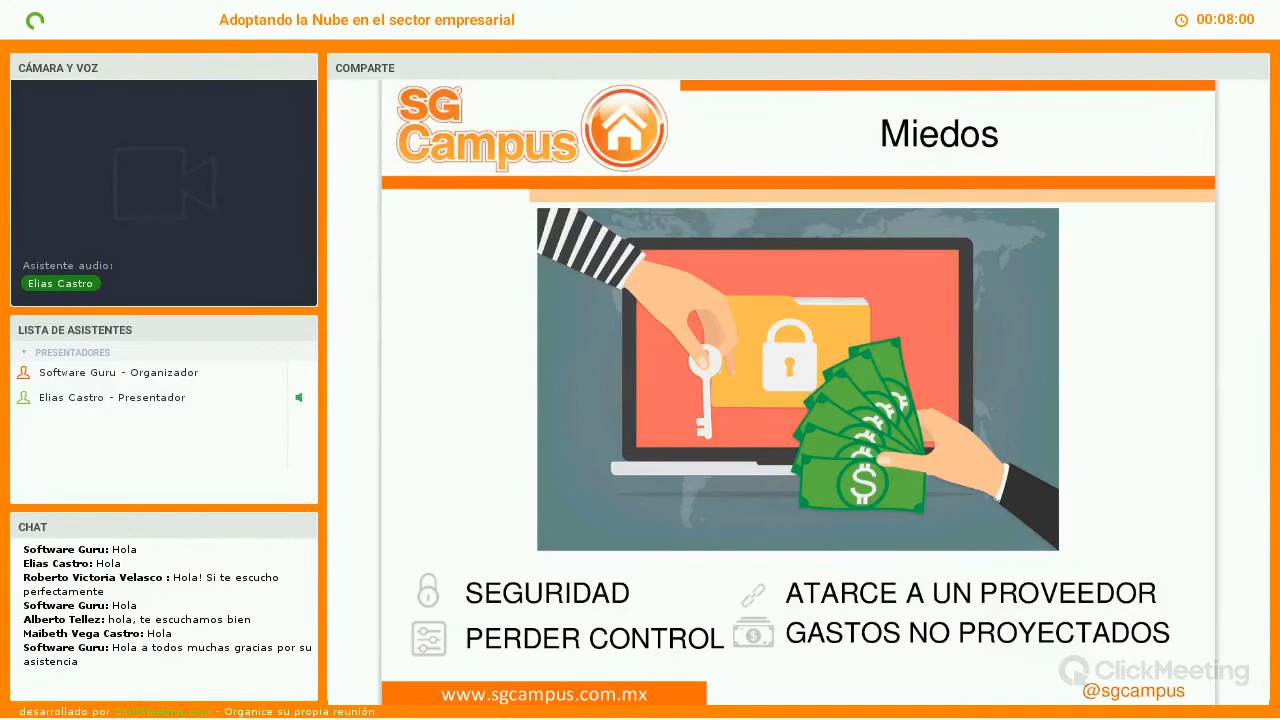 Adoptando la Nube en el sector empresarial
00:08:00
CÁMARA Y VOZ
Asistente audio:
Elias Castro
LISTA DE ASISTENTES
PRESENTADORES
Software Guru - Organizador
Elias Castro - Presentador
CHAT
Software Guru: Hola
Elias Castro: Hola
Roberto Victoria Velasco : Hola! Si te escucho
perfectamente
Software Guru: Hola
Alberto Tellez: hola, te escuchamos bien
Maibeth Vega Castro: Hola
Software Guru: Hola a todos muchas gracias por su
asistencia
desarrollado por ClickMeeting.com - Organice su propia reunión
COMPARTE
SG
Campus
Miedos
$
SEGURIDAD
ATARCE A UN PROVEEDOR
PERDER CONTROL
GASTOS NO PROYECTADOS
ClickMeeting
www.sgcampus.com.mx
@sgcampus